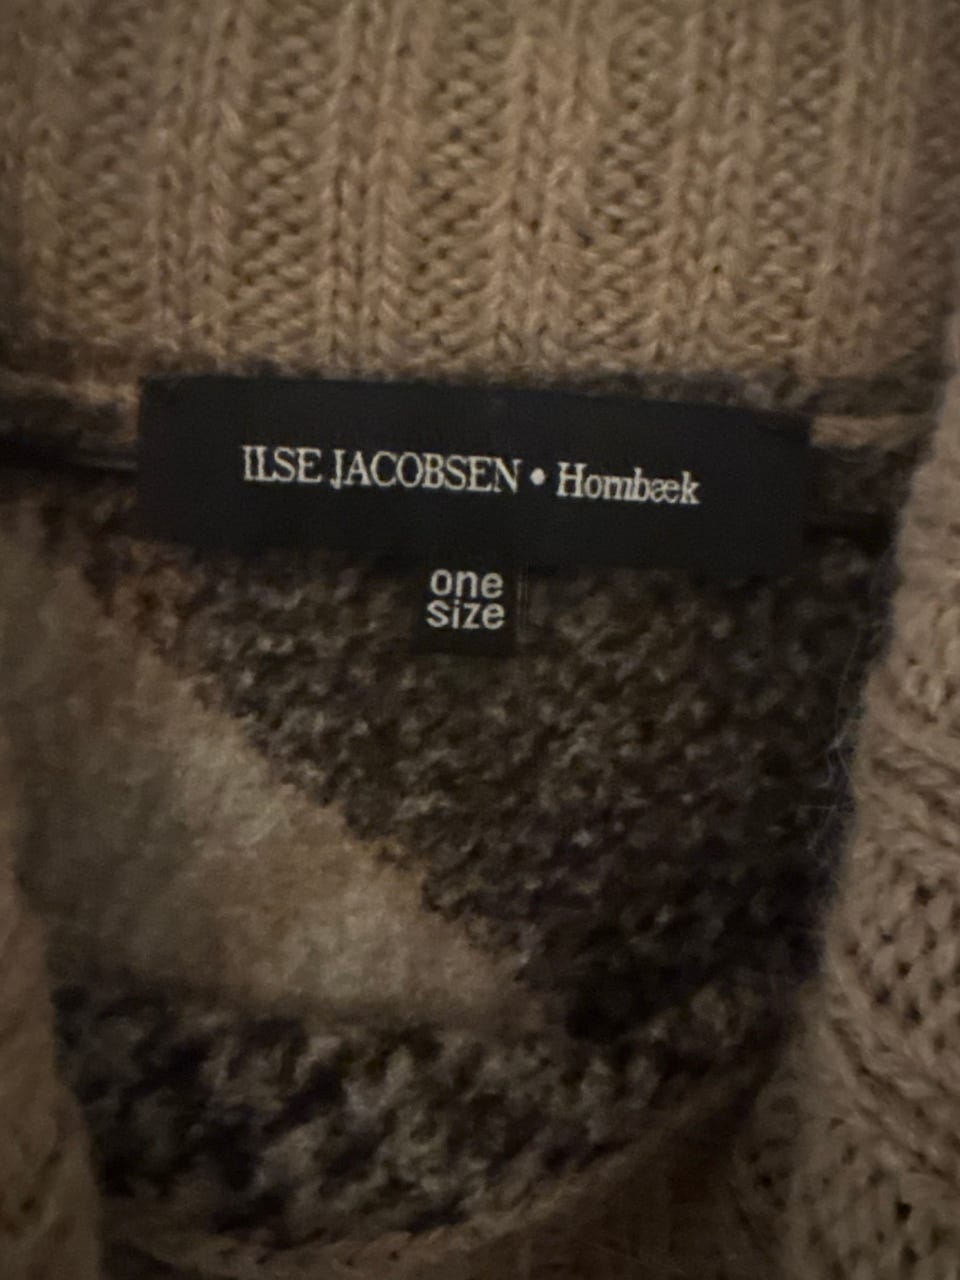 ILSE JACOBSEN • Hornbæk
one
size